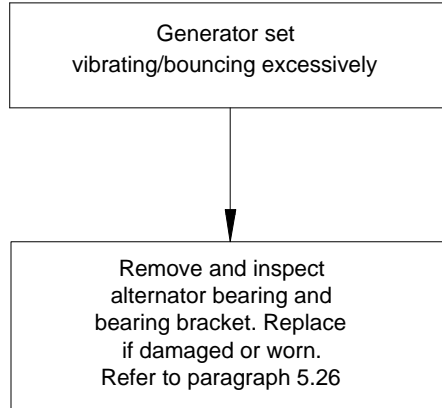 Generator set
vibrating/bouncing excessively
Remove and inspect
alternator bearing and
bearing bracket. Replace
if damaged or worn.
Refer to paragraph 5.26